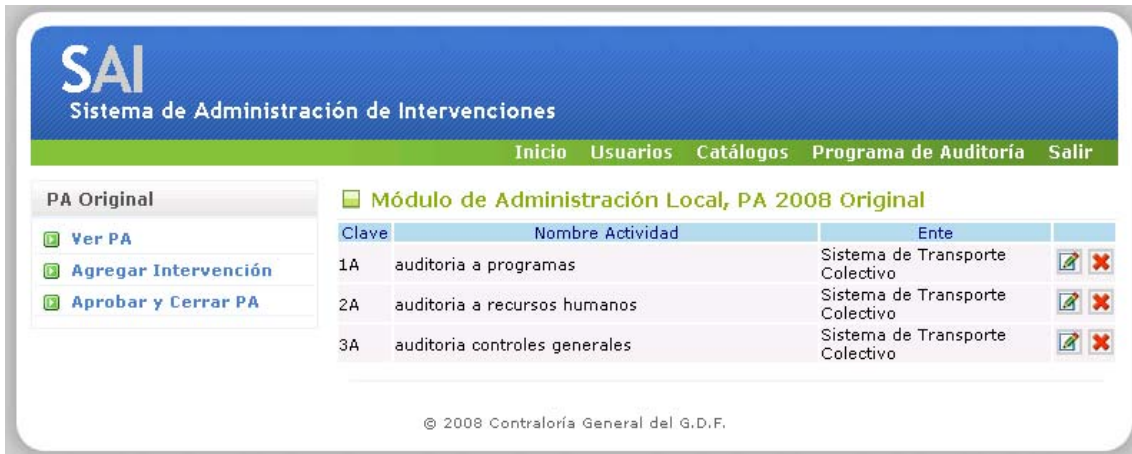 SAI
Sistema de Administración de Intervenciones
Inicio Usuarios Catálogos Programa de Auditoría Salir
PA Original
Ver PA
Agregar Intervención
Aprobar y Cerrar PA
Módulo de Administración Local, PA 2008 Original
Clave Nombre Actividad Ente
1A auditoria a programas Sistema de Transporte
Colectivo
2A auditoria a recursos humanos Sistema de Transporte
Colectivo
3A auditoria controles generales Sistema de Transporte
Colectivo
© 2008 Contraloría General del G.D.F.